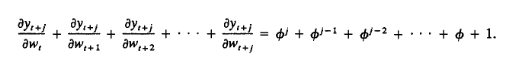 ∂y_{t+j}/∂w_t + ∂y_{t+j}/∂w_{t+1} + ∂y_{t+j}/∂w_{t+2} + · · · + ∂y_{t+j}/∂w_{t+j} = φ^j + φ^{j-1} + φ^{j-2} + · · · + φ + 1.